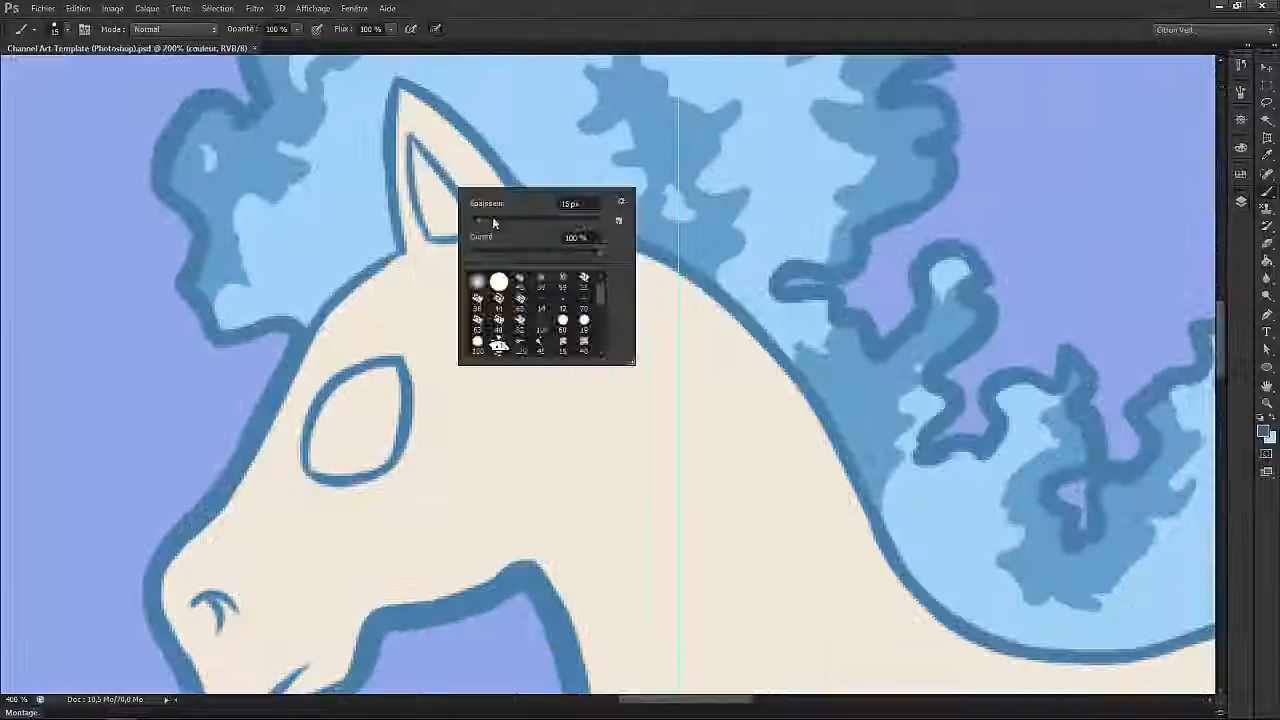 Ps Fichier Edition Image Calque Texte Sélection Filtre 3D Affichage Fenêtre Aide
15 Mode : Normal Opacité : 100 % Flux : 100 % Citron Vert
Channel Art Template (Photoshop).psd @ 200% (couleur, RVB/8) ×
Epaisseur 15 px
Dureté 100 %
400 % Doc : 10,5 Mo/70,0 Mo
Montage